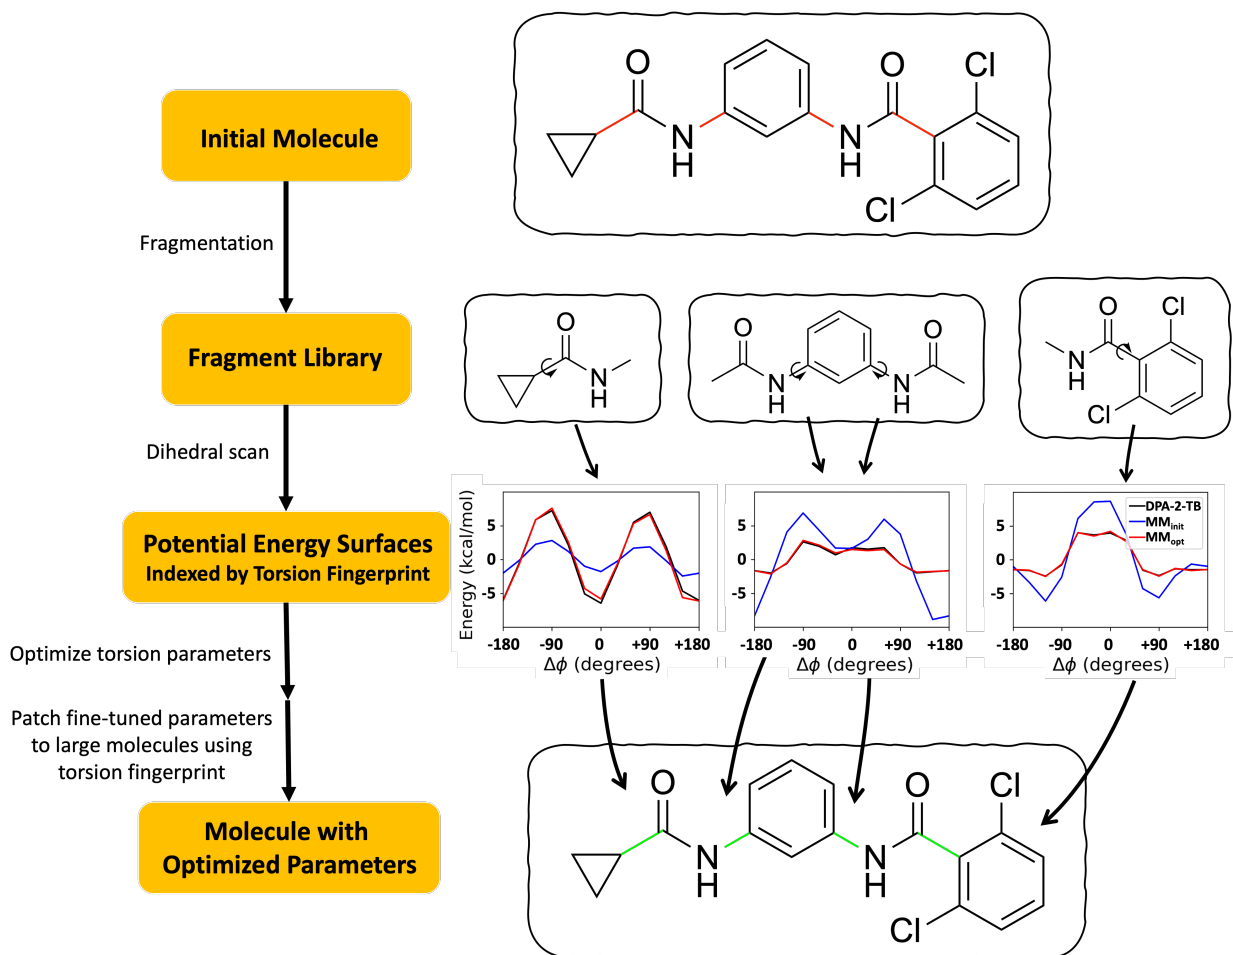 Initial Molecule
Fragmentation
Fragment Library
Dihedral scan
Potential Energy Surfaces
Indexed by Torsion Fingerprint
Optimize torsion parameters
Patch fine-tuned parameters
to large molecules using
torsion fingerprint
Molecule with
Optimized Parameters
O
N
H
N
H
O
Cl
Cl
O
N
H
O
N
H
N
H
O
O
N
H
Cl
Cl
Energy (kcal/mol)
5
0
-5
-180
-90
0
+90
+180
Δϕ (degrees)
5
0
-5
-180
-90
0
+90
+180
Δϕ (degrees)
DPA-2-TB
MMinit
MMopt
5
0
-5
-180
-90
0
+90
+180
Δϕ (degrees)
O
N
H
N
H
O
Cl
Cl